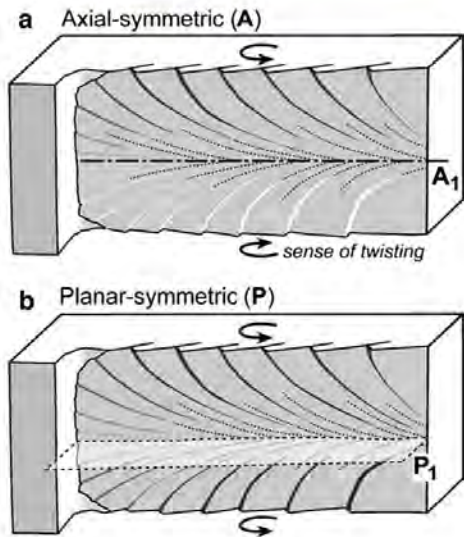 a Axial-symmetric (A)
A1
sense of twisting
b Planar-symmetric (P)
P1